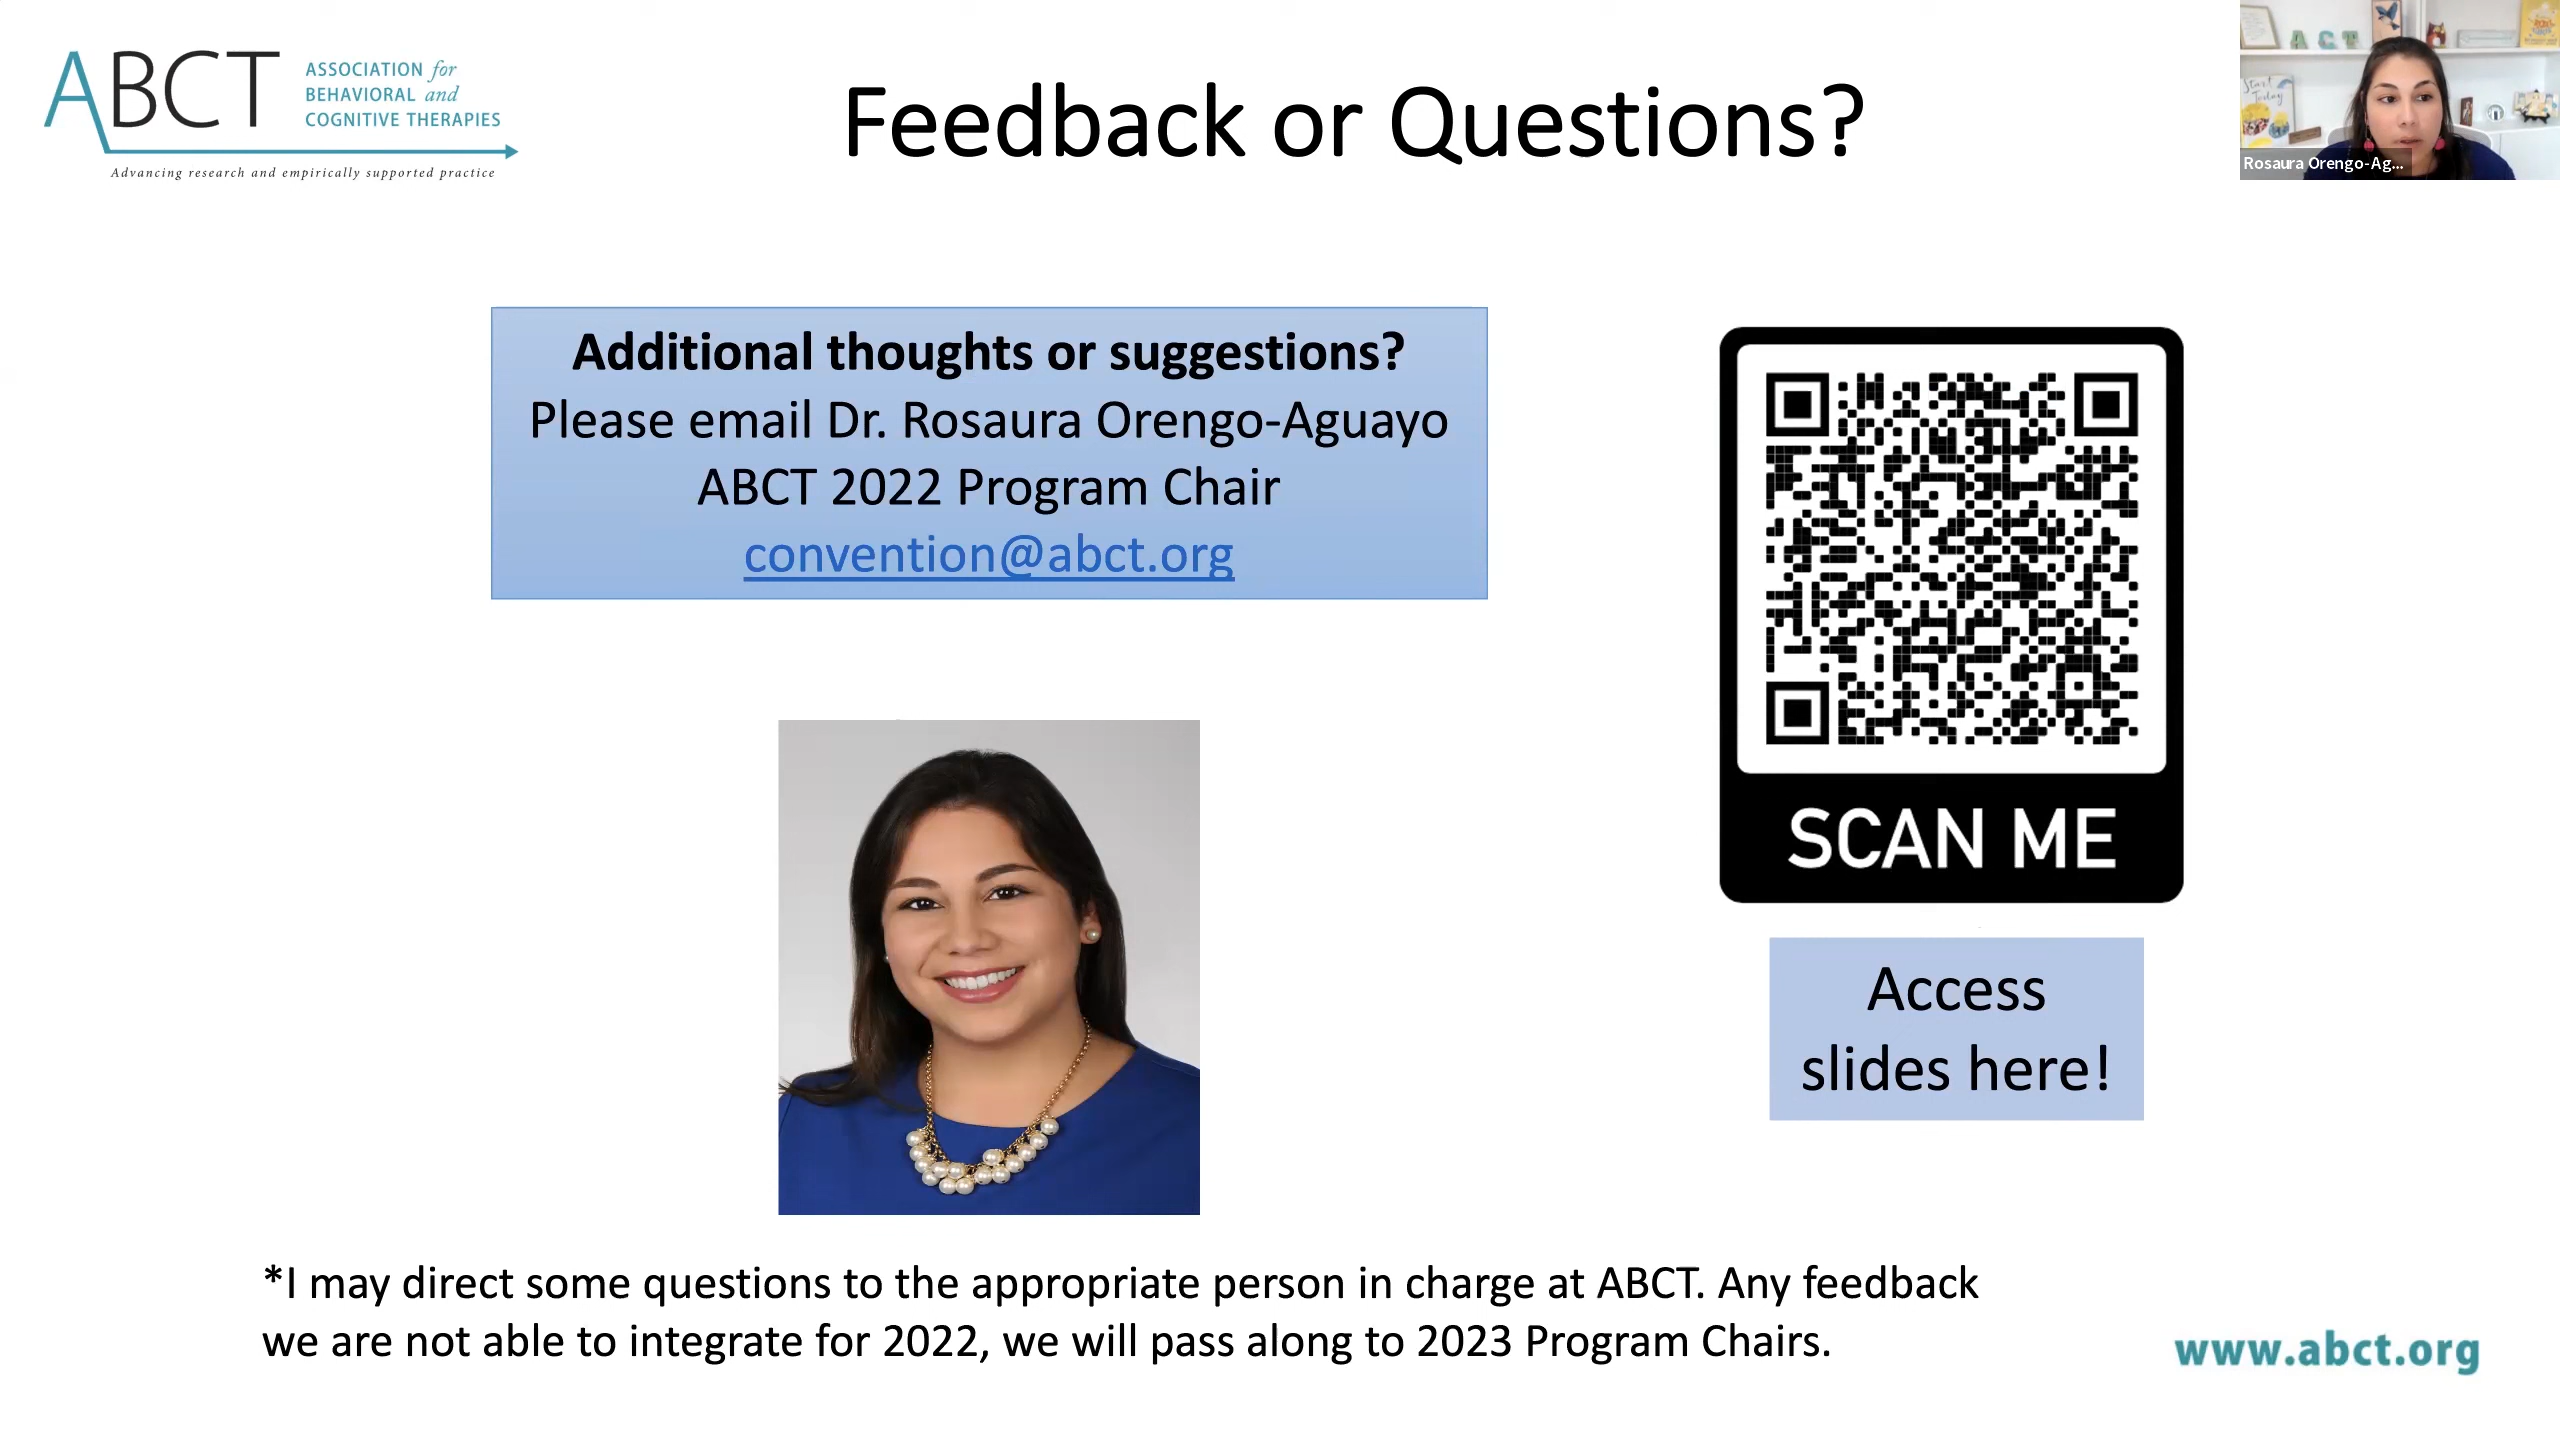 ABCT
ASSOCIATION for
BEHAVIORAL and
COGNITIVE THERAPIES
Advancing research and empirically supported practice
Feedback or Questions?
ABCT
Start
Today
Rosaura Orengo-Ag...
Additional thoughts or suggestions?
Please email Dr. Rosaura Orengo-Aguayo
ABCT 2022 Program Chair
convention@abct.org
SCAN ME
Access
slides here!
*I may direct some questions to the appropriate person in charge at ABCT. Any feedback
we are not able to integrate for 2022, we will pass along to 2023 Program Chairs.
www.abct.org